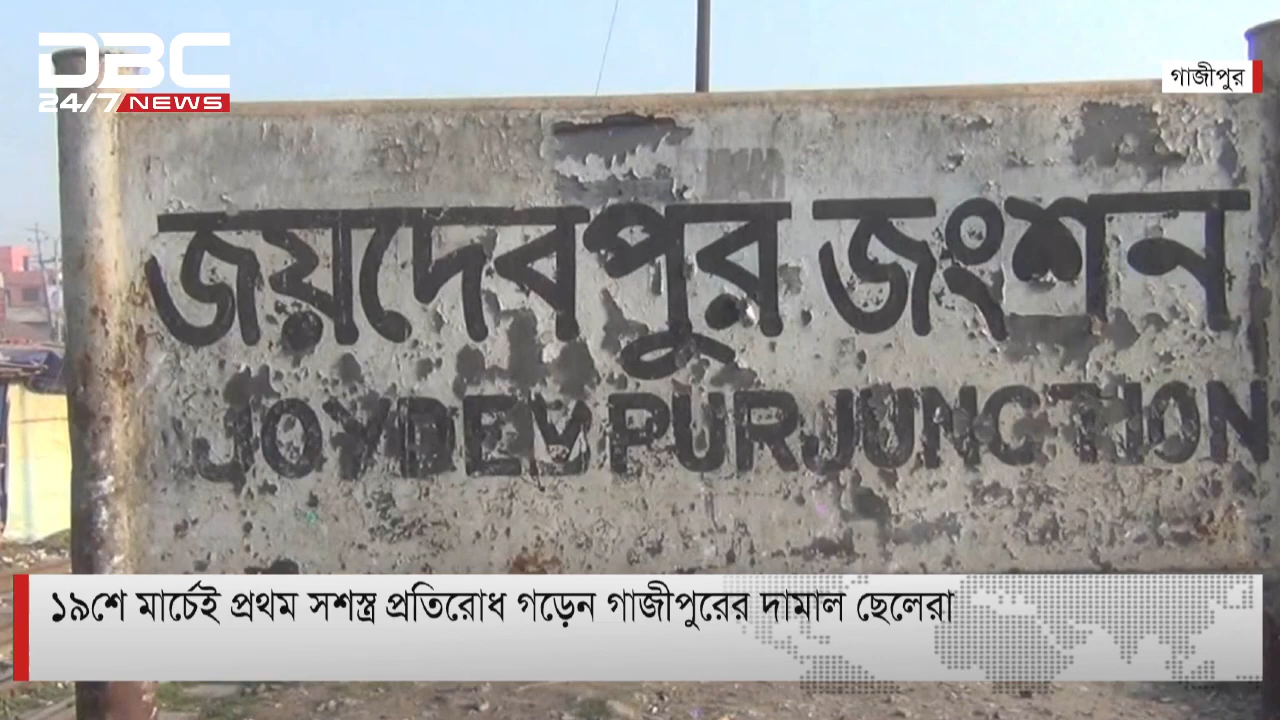 DBC
24/7 NEWS
গাজীপুর
জয়দেবপুর জংশন
JOYDEVPUR JUNCTION
১৯শে মার্চেই প্রথম সশস্ত্র প্রতিরোধ গড়েন গাজীপুরের দামাল ছেলেরা